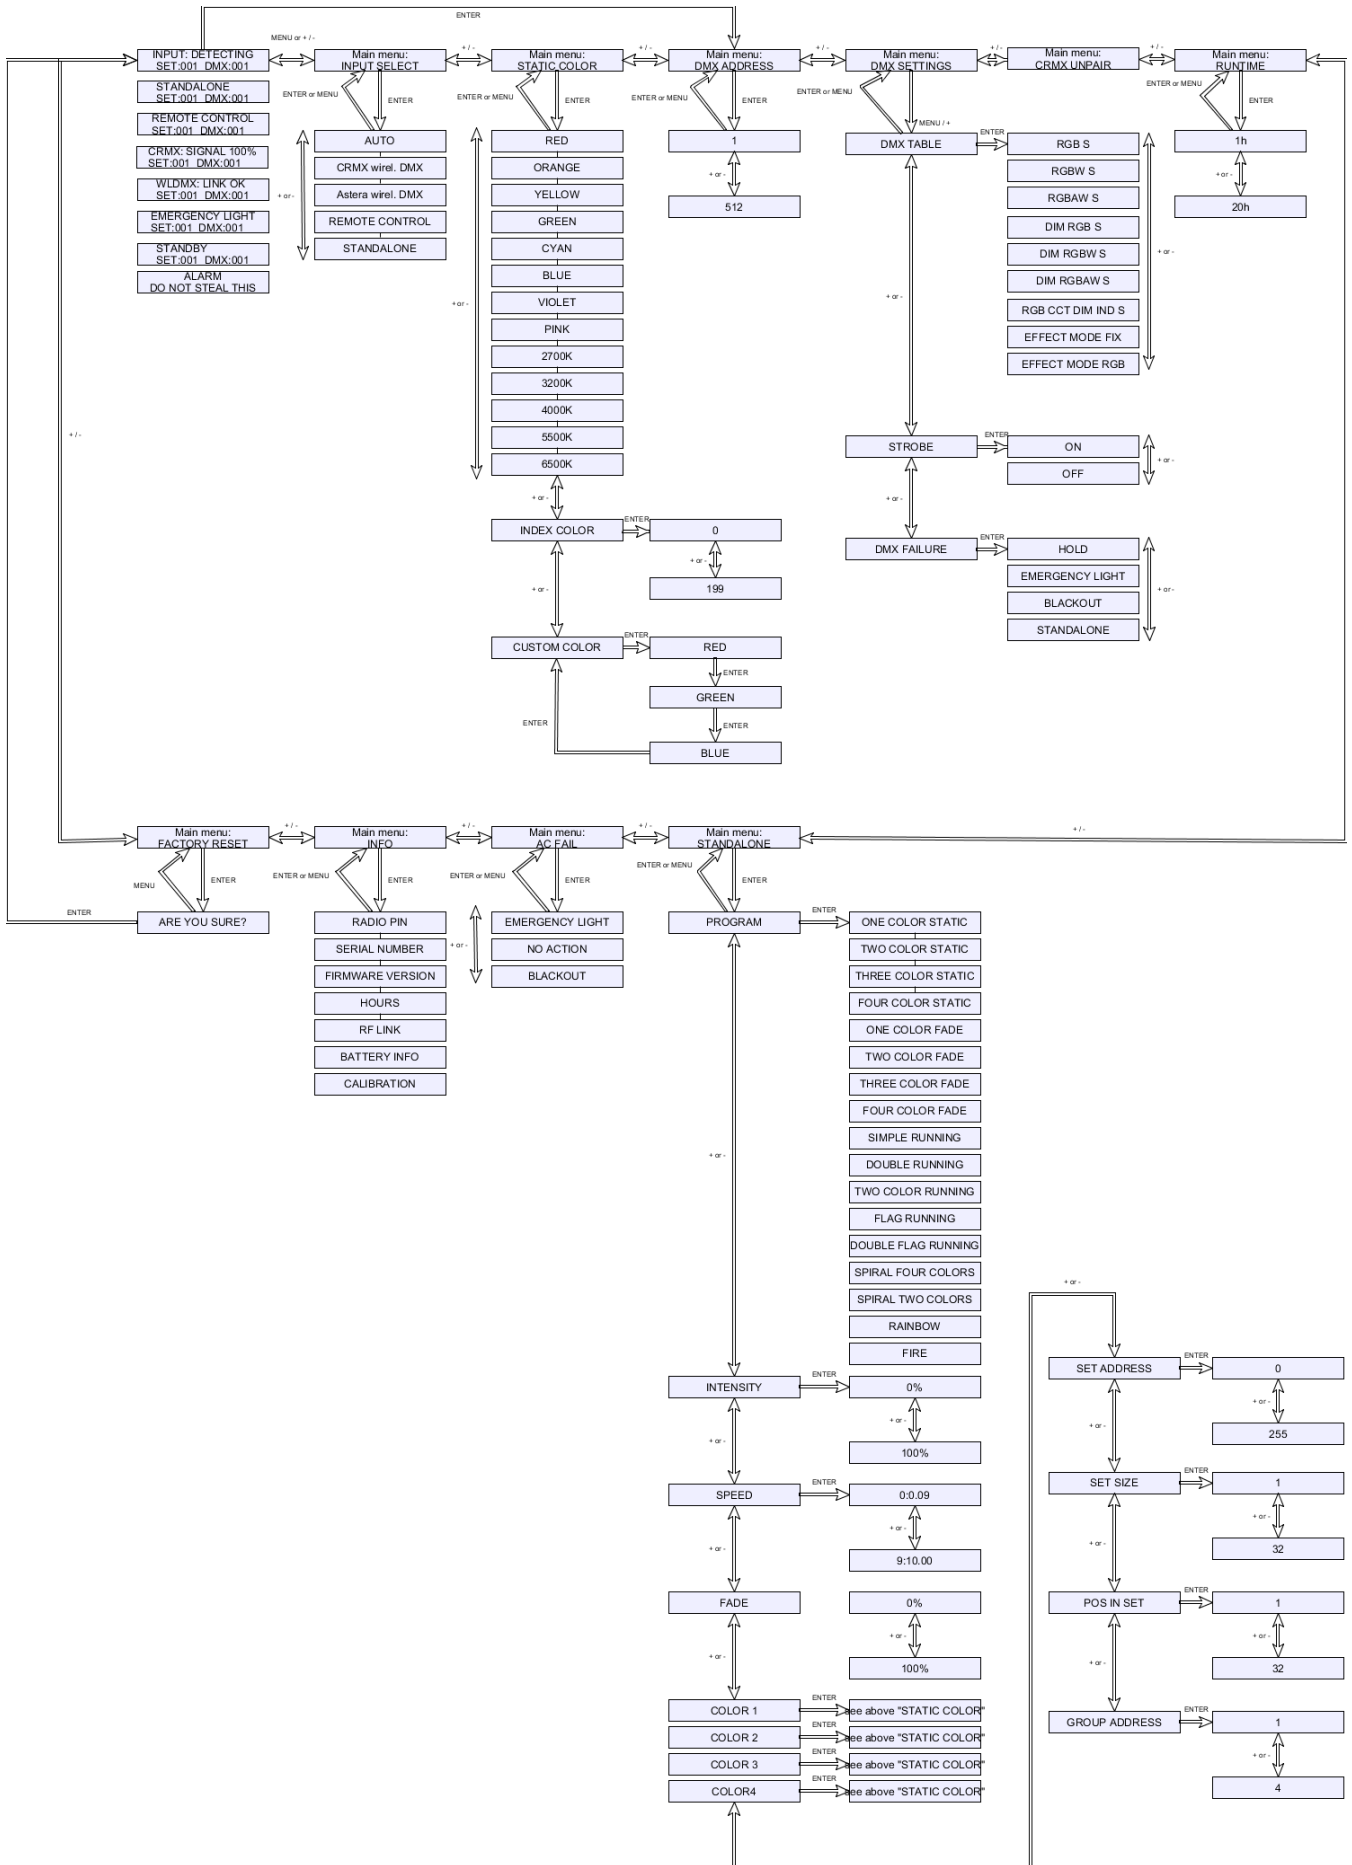 ENTER
MENU or + / -
+ / -
+ / -
+ / -
+ / -
+ / -
INPUT: DETECTING
SET:001 DMX:001
Main menu:
INPUT SELECT
Main menu:
STATIC COLOR
Main menu:
DMX ADDRESS
Main menu:
DMX SETTINGS
Main menu:
CRMX UNPAIR
Main menu:
RUNTIME
STANDALONE
SET:001 DMX:001
REMOTE CONTROL
SET:001 DMX:001
CRMX: SIGNAL 100%
SET:001 DMX:001
WLDMX: LINK OK
SET:001 DMX:001
EMERGENCY LIGHT
SET:001 DMX:001
STANDBY
SET:001 DMX:001
ALARM
DO NOT STEAL THIS
ENTER or MENU
ENTER
AUTO
CRMX wirel. DMX
Astera wirel. DMX
REMOTE CONTROL
STANDALONE
+ or -
ENTER or MENU
ENTER
RED
ORANGE
YELLOW
GREEN
CYAN
BLUE
VIOLET
PINK
2700K
3200K
4000K
5500K
6500K
+ or -
+ or -
INDEX COLOR
ENTER
0
+ or -
199
+ or -
CUSTOM COLOR
ENTER
RED
ENTER
GREEN
ENTER
BLUE
ENTER
ENTER or MENU
ENTER
1
+ or -
512
ENTER or MENU
MENU / +
DMX TABLE
ENTER
RGB S
RGBW S
RGBAW S
DIM RGB S
DIM RGBW S
DIM RGBAW S
RGB CCT DIM IND S
EFFECT MODE FIX
EFFECT MODE RGB
+ or -
+ or -
STROBE
ENTER
ON
OFF
+ or -
+ or -
DMX FAILURE
ENTER
HOLD
EMERGENCY LIGHT
BLACKOUT
STANDALONE
+ or -
ENTER or MENU
ENTER
1h
+ or -
20h
+ / -
+ / -
+ / -
+ / -
+ / -
Main menu:
FACTORY RESET
Main menu:
INFO
Main menu:
AC FAIL
Main menu:
STANDALONE
MENU
ENTER
ENTER
ARE YOU SURE?
ENTER or MENU
ENTER
RADIO PIN
SERIAL NUMBER
FIRMWARE VERSION
HOURS
RF LINK
BATTERY INFO
CALIBRATION
ENTER or MENU
ENTER
+ or -
EMERGENCY LIGHT
NO ACTION
BLACKOUT
ENTER or MENU
ENTER
PROGRAM
ENTER
ONE COLOR STATIC
TWO COLOR STATIC
THREE COLOR STATIC
FOUR COLOR STATIC
ONE COLOR FADE
TWO COLOR FADE
THREE COLOR FADE
FOUR COLOR FADE
SIMPLE RUNNING
DOUBLE RUNNING
TWO COLOR RUNNING
FLAG RUNNING
DOUBLE FLAG RUNNING
SPIRAL FOUR COLORS
SPIRAL TWO COLORS
RAINBOW
FIRE
+ or -
INTENSITY
ENTER
0%
+ or -
100%
+ or -
SPEED
ENTER
0:0.09
+ or -
9:10.00
+ or -
FADE
0%
+ or -
100%
+ or -
COLOR 1
ENTER
see above "STATIC COLOR"
COLOR 2
ENTER
see above "STATIC COLOR"
COLOR 3
ENTER
see above "STATIC COLOR"
COLOR4
ENTER
see above "STATIC COLOR"
+ or -
SET ADDRESS
ENTER
0
+ or -
255
+ or -
SET SIZE
ENTER
1
+ or -
32
+ or -
POS IN SET
ENTER
1
+ or -
32
+ or -
GROUP ADDRESS
ENTER
1
+ or -
4